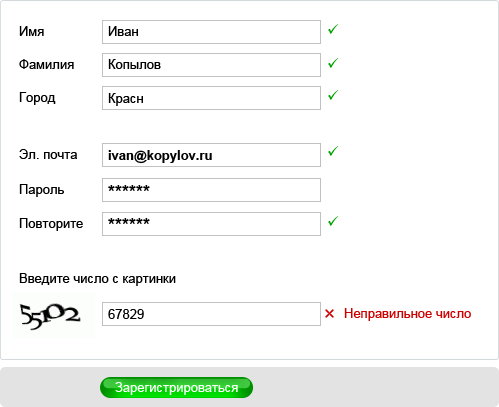 Имя Иван
Фамилия Копылов
Город Красн
Эл. почта ivan@kopylov.ru
Пароль ******
Повторите ******
Введите число с картинки
55102 67829 Неправильное число
Зарегистрироваться